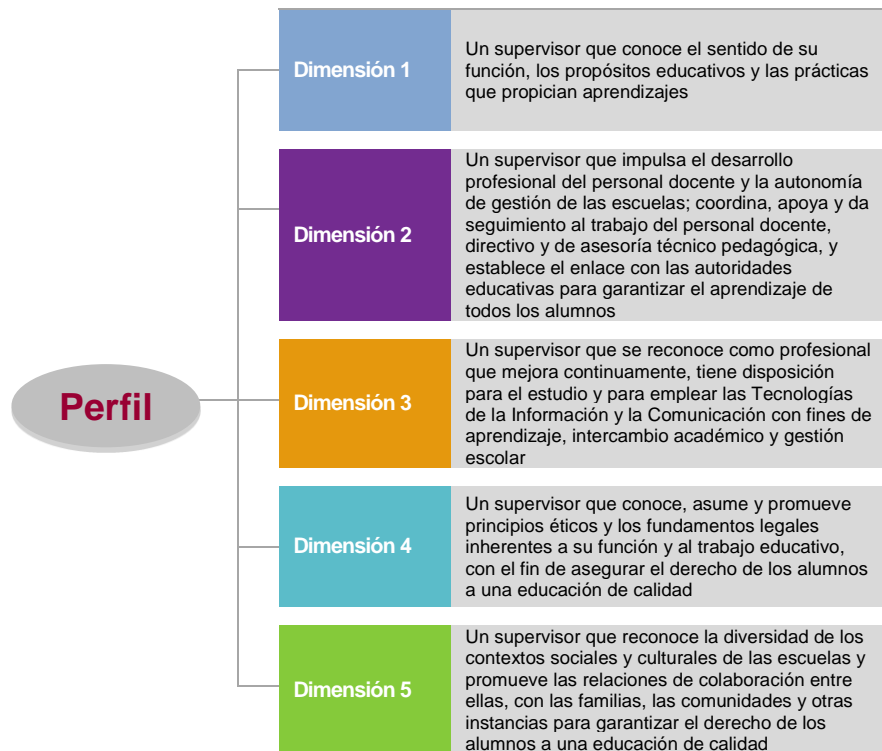 Perfil
Dimensión 1
Un supervisor que conoce el sentido de su
función, los propósitos educativos y las prácticas
que propician aprendizajes
Dimensión 2
Un supervisor que impulsa el desarrollo
profesional del personal docente y la autonomía
de gestión de las escuelas; coordina, apoya y da
seguimiento al trabajo del personal docente,
directivo y de asesoría técnico pedagógica, y
establece el enlace con las autoridades
educativas para garantizar el aprendizaje de
todos los alumnos
Dimensión 3
Un supervisor que se reconoce como profesional
que mejora continuamente, tiene disposición
para el estudio y para emplear las Tecnologías
de la Información y la Comunicación con fines de
aprendizaje, intercambio académico y gestión
escolar
Dimensión 4
Un supervisor que conoce, asume y promueve
principios éticos y los fundamentos legales
inherentes a su función y al trabajo educativo,
con el fin de asegurar el derecho de los alumnos
a una educación de calidad
Dimensión 5
Un supervisor que reconoce la diversidad de los
contextos sociales y culturales de las escuelas y
promueve las relaciones de colaboración entre
ellas, con las familias, las comunidades y otras
instancias para garantizar el derecho de los
alumnos a una educación de calidad